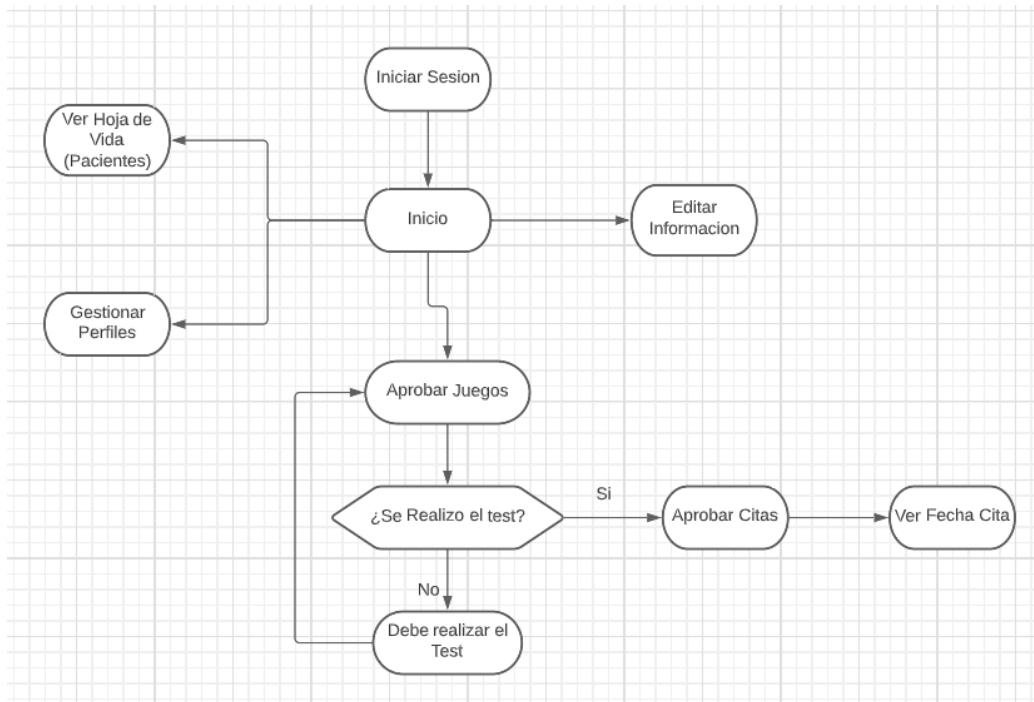 Iniciar Sesion
Ver Hoja de
Vida
(Pacientes)
Inicio
Editar
Informacion
Gestionar
Perfiles
Aprobar Juegos
¿Se Realizo el test?
Si
Aprobar Citas
Ver Fecha Cita
No
Debe realizar el
Test